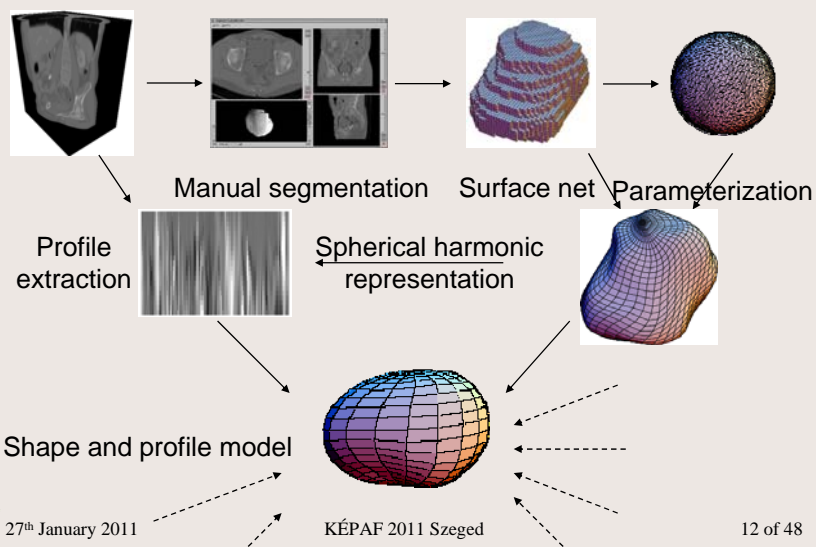 Manual segmentation
Surface net
Parameterization
Profile
extraction
Spherical harmonic
representation
Shape and profile model
27th January 2011
KÉPAF 2011 Szeged
12 of 48